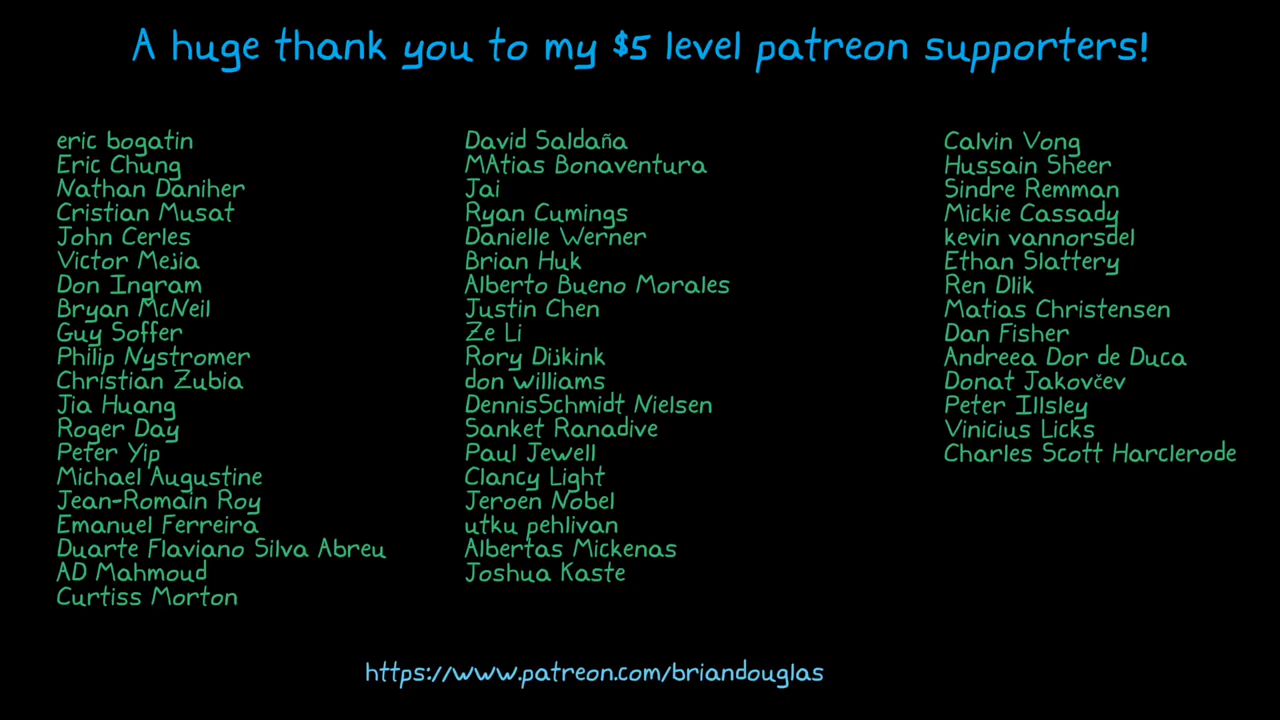 A huge thank you to my $5 level patreon supporters!
eric bogatin
Eric Chung
Nathan Daniher
Cristian Musat
John Cerles
Victor Mejia
Don Ingram
Bryan McNeil
Guy Soffer
Philip Nystromer
Christian Zubia
Jia Huang
Roger Day
Peter Yip
Michael Augustine
Jean-Romain Roy
Emanuel Ferreira
Duarte Flaviano Silva Abreu
AD Mahmoud
Curtiss Morton
David Saldaña
MAtias Bonaventura
Jai
Ryan Cumings
Danielle Werner
Brian Huk
Alberto Bueno Morales
Justin Chen
Ze Li
Rory Dijkink
don williams
DennisSchmidt Nielsen
Sanket Ranadive
Paul Jewell
Clancy Light
Jeroen Nobel
utku pehlivan
Albertas Mickenas
Joshua Kaste
Calvin Vong
Hussain Sheer
Sindre Remman
Mickie Cassady
kevin vannorsdel
Ethan Slattery
Ren Dlik
Matias Christensen
Dan Fisher
Andreea Dor de Duca
Donat Jakovčev
Peter Illsley
Vinicius Licks
Charles Scott Harclerode
https://www.patreon.com/briandouglas